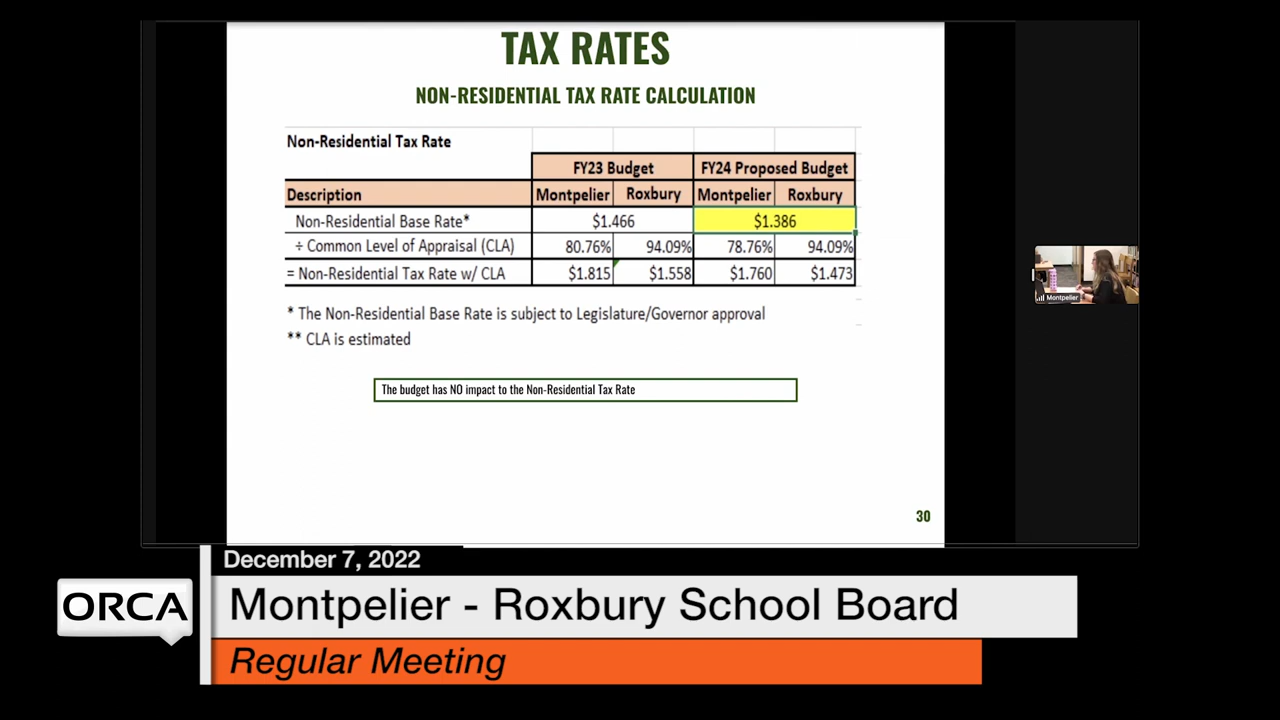 TAX RATES
NON-RESIDENTIAL TAX RATE CALCULATION
Non-Residential Tax Rate
FY23 Budget FY24 Proposed Budget
Description Montpelier Roxbury Montpelier Roxbury
Non-Residential Base Rate* $1.466 $1.386
÷ Common Level of Appraisal (CLA) 80.76% 94.09% 78.76% 94.09%
= Non-Residential Tax Rate w/ CLA $1.815 $1.558 $1.760 $1.473
* The Non-Residential Base Rate is subject to Legislature/Governor approval
** CLA is estimated
The budget has NO impact to the Non-Residential Tax Rate
30
Montpelier
December 7, 2022
ORCA
Montpelier - Roxbury School Board
Regular Meeting